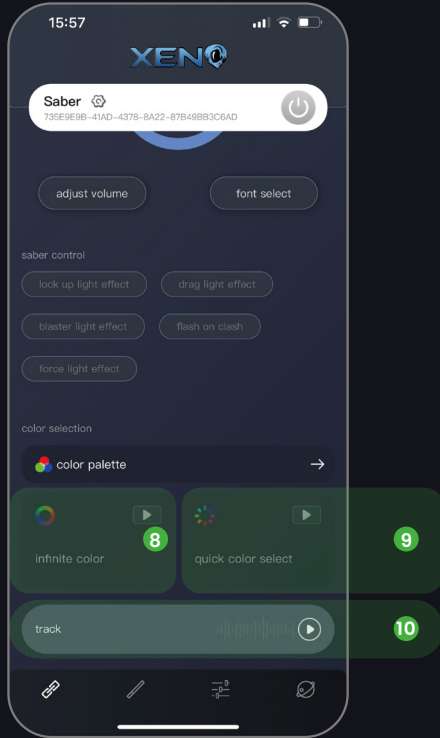 15:57
XENO
Saber
735E9E9B-41AD-4378-8A22-87B49BB3C6AD
adjust volume
font select
saber control
lock up light effect
drag light effect
blaster light effect
flash on clash
force light effect
color selection
color palette
8
9
infinite color
quick color select
track
10